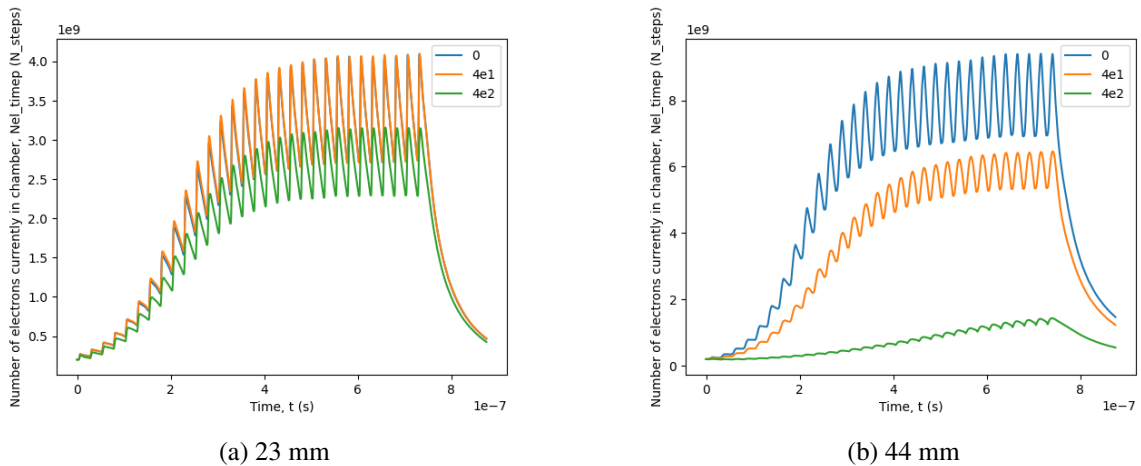 1e9
Number of electrons currently in chamber, Nel_timep (N_steps)
4.0
3.5
3.0
2.5
2.0
1.5
1.0
0.5
0
4e1
4e2
0 2 4 6 8
1e−7
Time, t (s)
(a) 23 mm
1e9
Number of electrons currently in chamber, Nel_timep (N_steps)
8
6
4
2
0
0
4e1
4e2
0 2 4 6 8
1e−7
Time, t (s)
(b) 44 mm